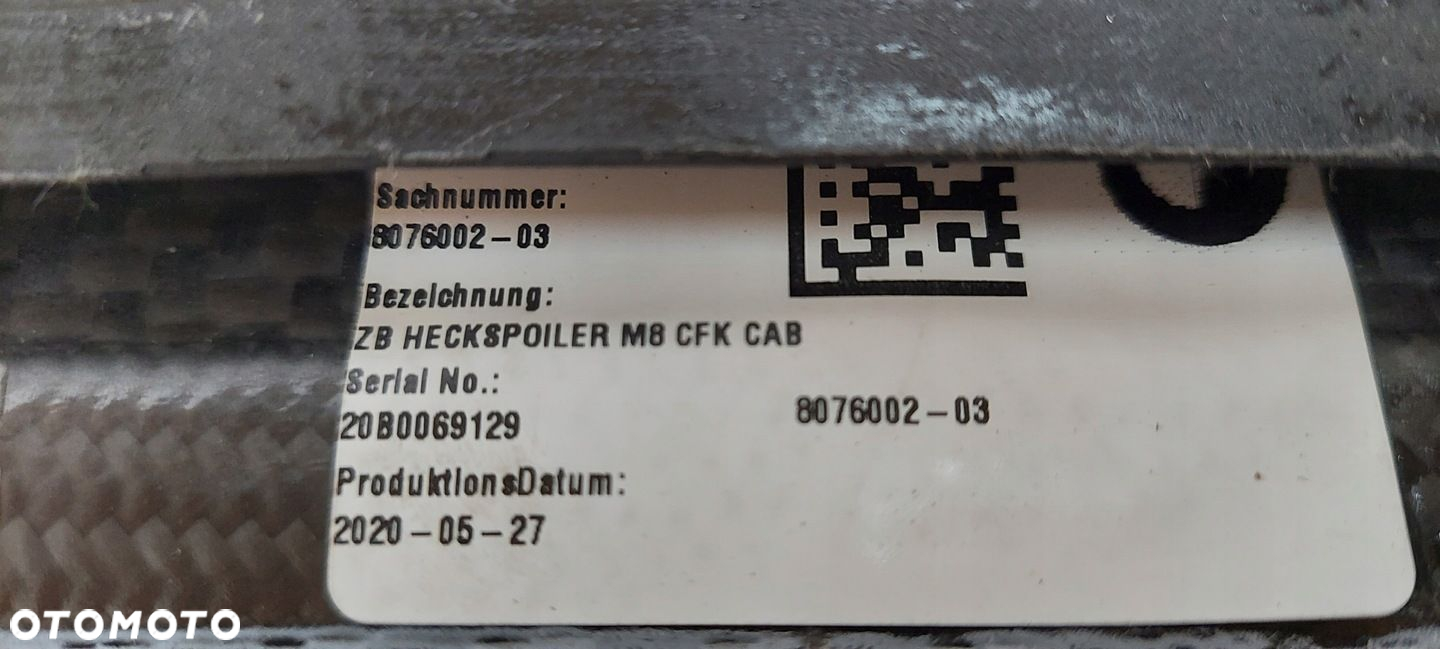 Sachnummer:
8076002-03
Bezeichnung:
ZB HECKSPOILER M8 CFK CAB
Serial No.:
20B0069129
8076002-03
ProduktionsDatum:
2020-05-27
OTOMOTO